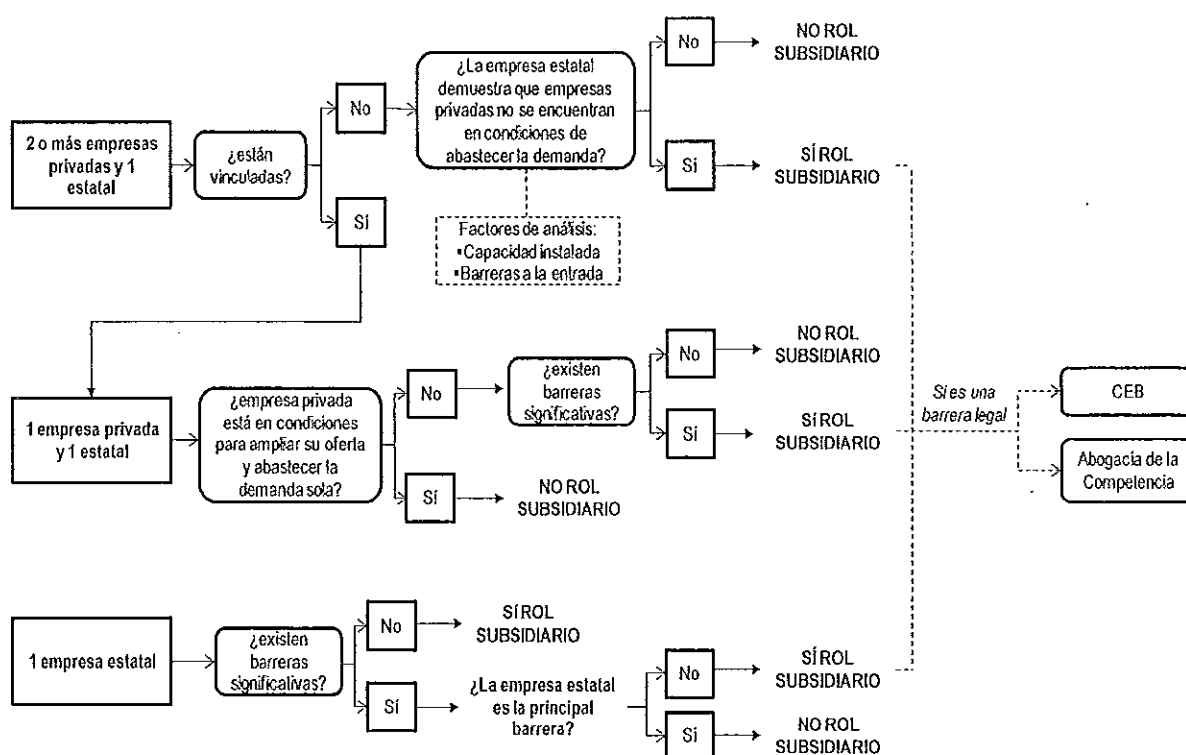 2 o más empresas
privadas y 1
estatal
¿están
vinculadas?
No
Sí
¿La empresa estatal
demuestra que empresas
privadas no se encuentran
en condiciones de
abastecer la demanda?
Factores de análisis:
▪Capacidad instalada
▪Barreras a la entrada
No
NO ROL
SUBSIDIARIO
Sí
SÍ ROL
SUBSIDIARIO
1 empresa privada
y 1 estatal
¿empresa privada
está en condiciones
para ampliar su oferta
y abastecer la
demanda sola?
No
Sí
NO ROL
SUBSIDIARIO
¿existen
barreras
significativas?
No
NO ROL
SUBSIDIARIO
Sí
SÍ ROL
SUBSIDIARIO
1 empresa estatal
¿existen
barreras
significativas?
No
SÍ ROL
SUBSIDIARIO
Sí
¿La empresa estatal
es la principal
barrera?
No
SÍ ROL
SUBSIDIARIO
Sí
NO ROL
SUBSIDIARIO
Si es una
barrera legal
CEB
Abogacía de la
Competencia